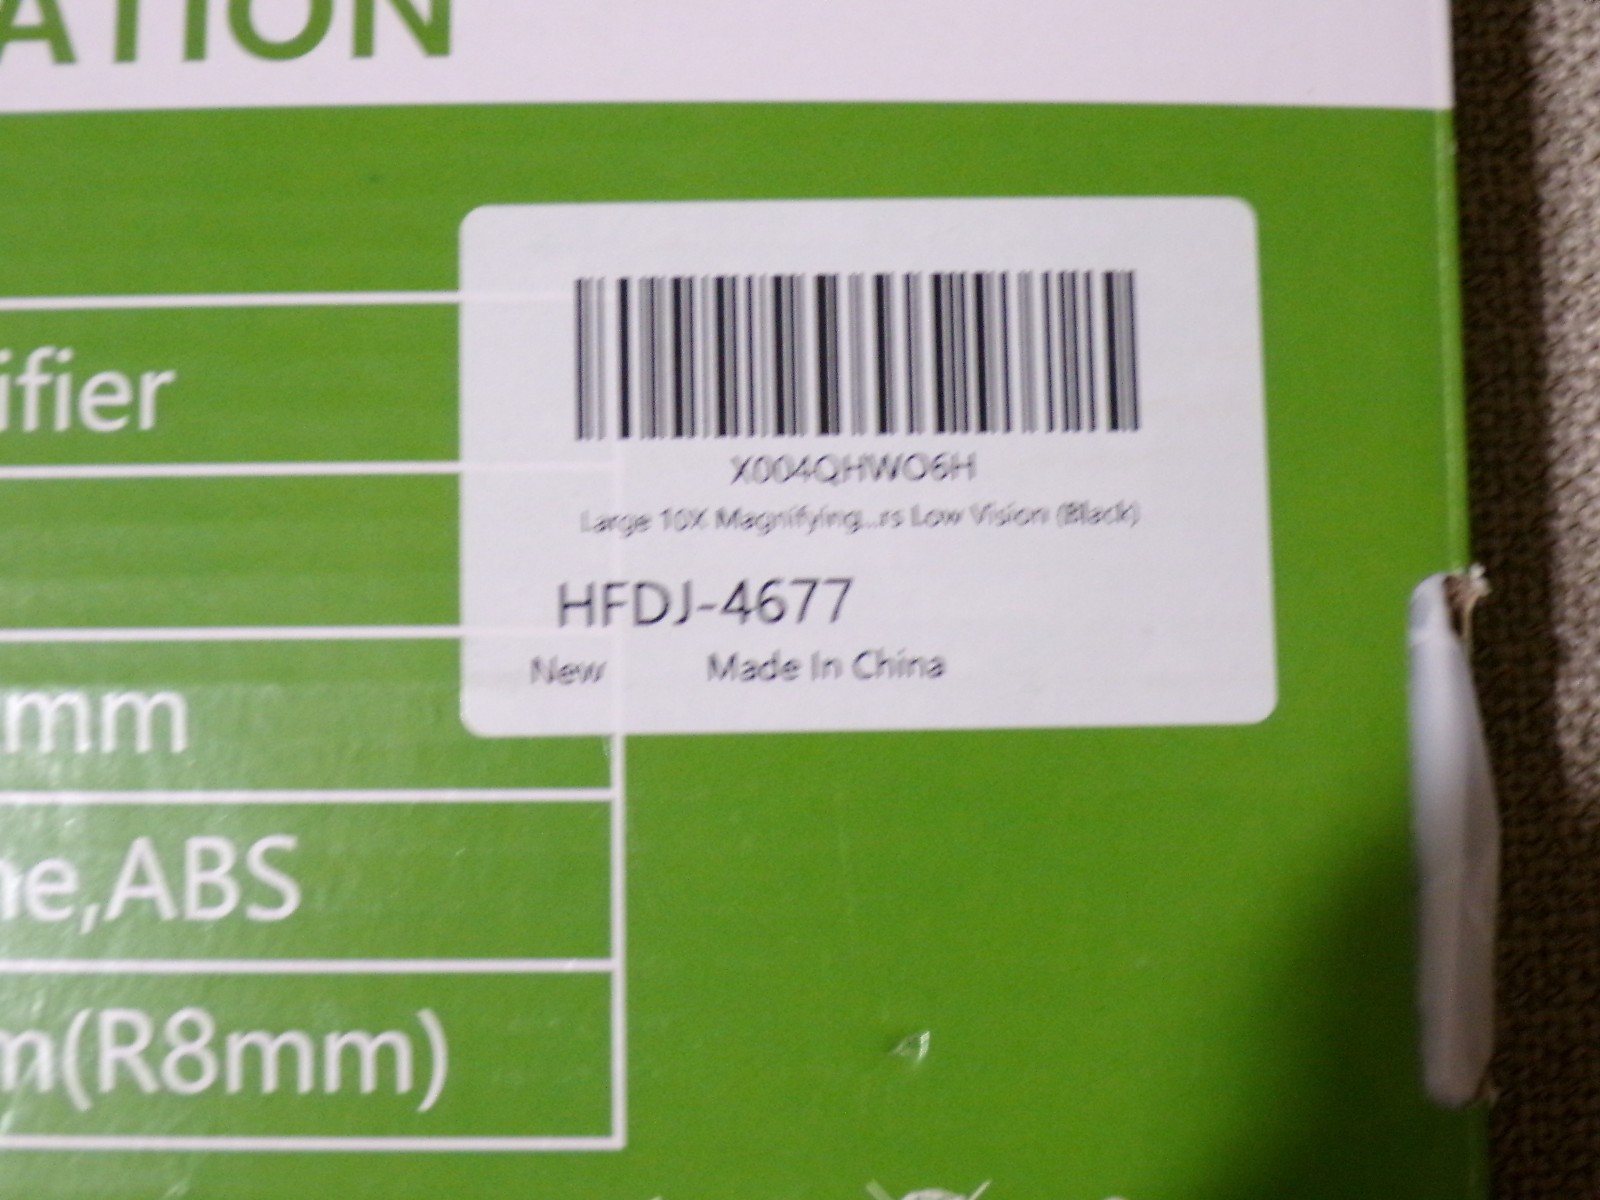 ATION
ifier
X004QHWO6H
Large 10X Magnifying...rs Low Vision (Black)
HFDJ-4677
New Made In China
mm
ne,ABS
m(R8mm)